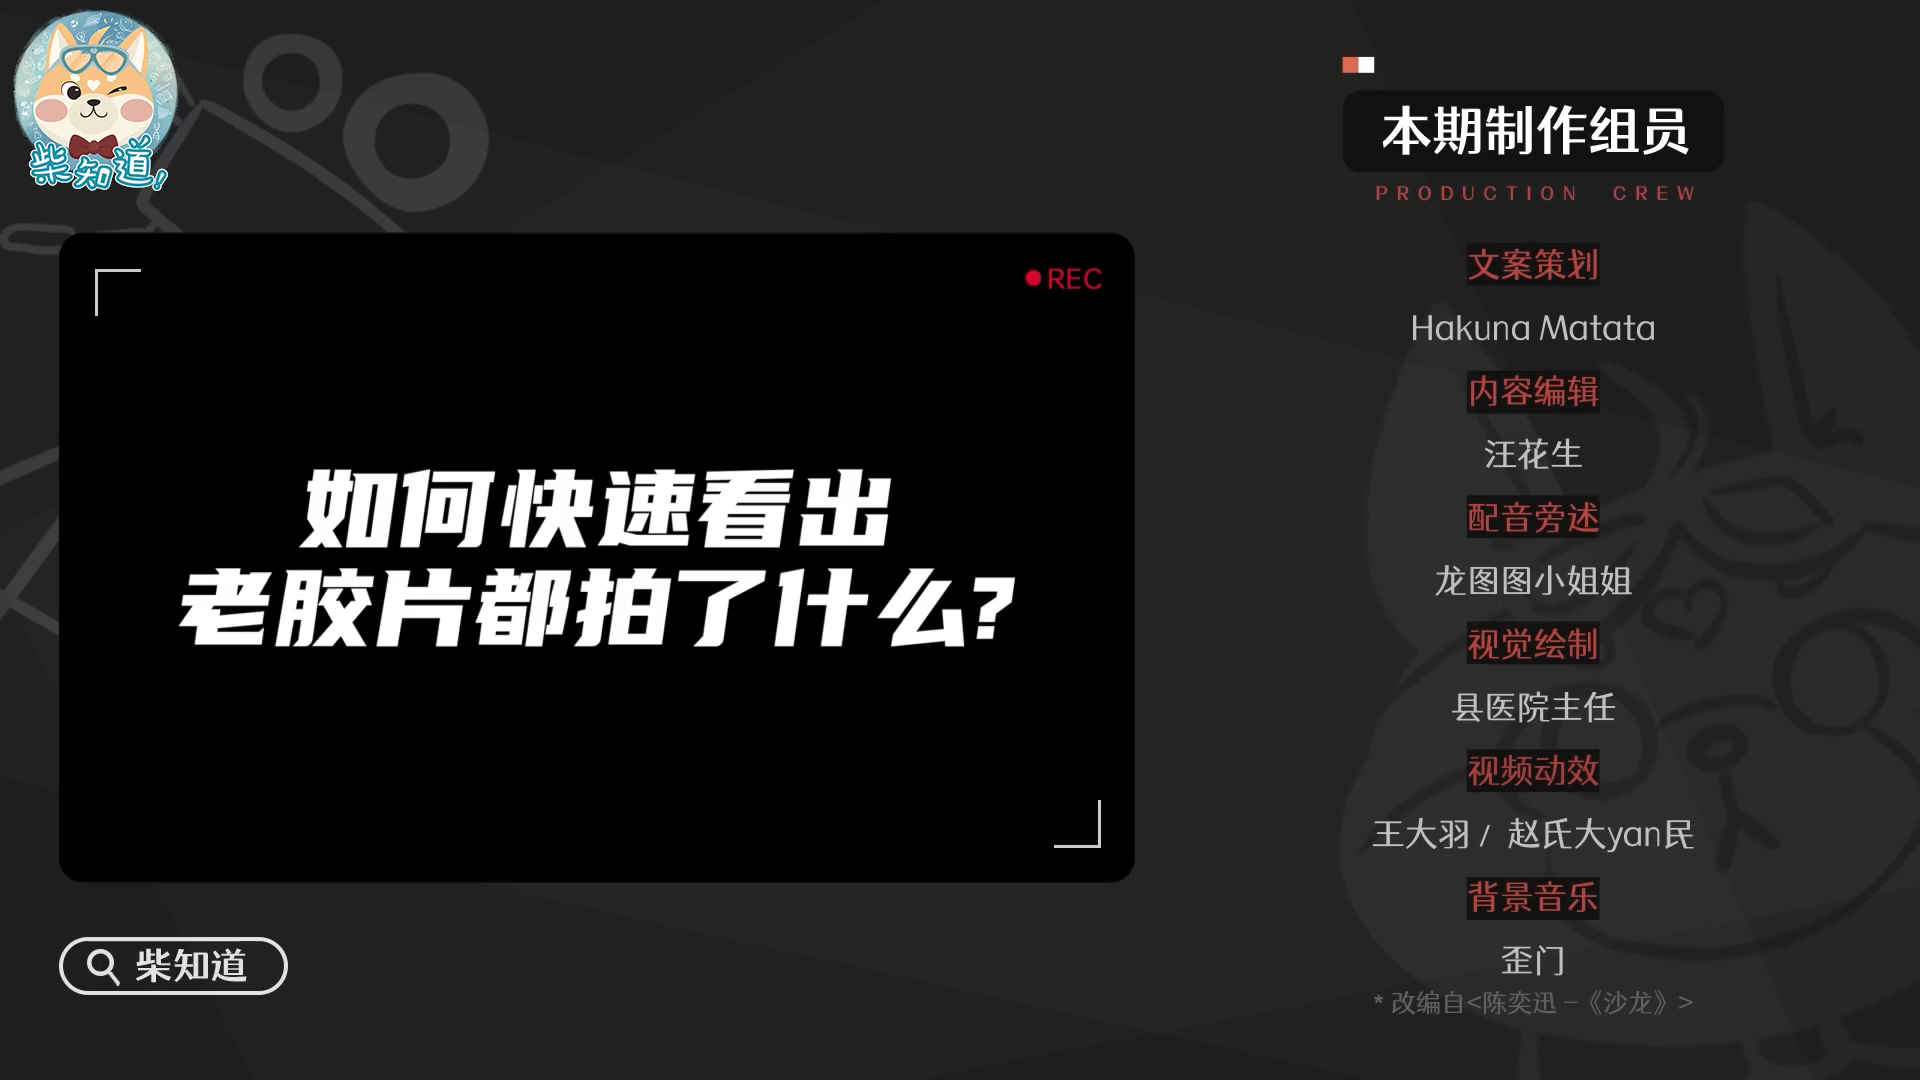 柴知道!
REC
如何快速看出
老胶片都拍了什么?
柴知道
本期制作组员
PRODUCTION CREW
文案策划
Hakuna Matata
内容编辑
汪花生
配音旁述
龙图图小姐姐
视觉绘制
县医院主任
视频动效
王大羽 / 赵氏大yan民
背景音乐
歪门
* 改编自<陈奕迅 –《沙龙》>